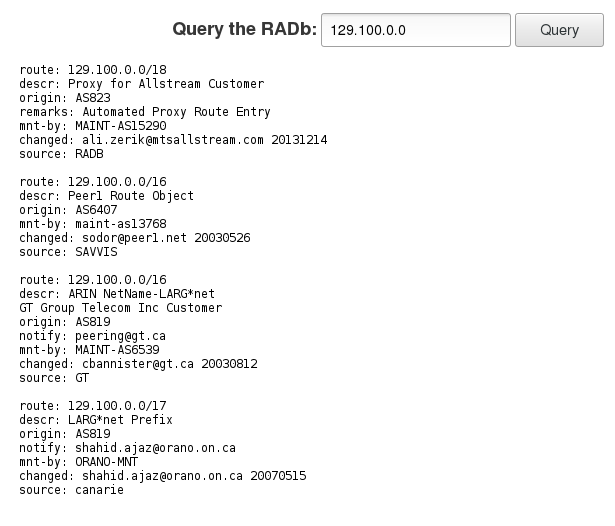 Query the RADb: 129.100.0.0 Query
route: 129.100.0.0/18
descr: Proxy for Allstream Customer
origin: AS823
remarks: Automated Proxy Route Entry
mnt-by: MAINT-AS15290
changed: ali.zerik@mtsallstream.com 20131214
source: RADB
route: 129.100.0.0/16
descr: Peer1 Route Object
origin: AS6407
mnt-by: maint-as13768
changed: sodor@peer1.net 20030526
source: SAVVIS
route: 129.100.0.0/16
descr: ARIN NetName-LARG*net
GT Group Telecom Inc Customer
origin: AS819
notify: peering@gt.ca
mnt-by: MAINT-AS6539
changed: cbannister@gt.ca 20030812
source: GT
route: 129.100.0.0/17
descr: LARG*net Prefix
origin: AS819
notify: shahid.ajaz@orano.on.ca
mnt-by: ORANO-MNT
changed: shahid.ajaz@orano.on.ca 20070515
source: canarie